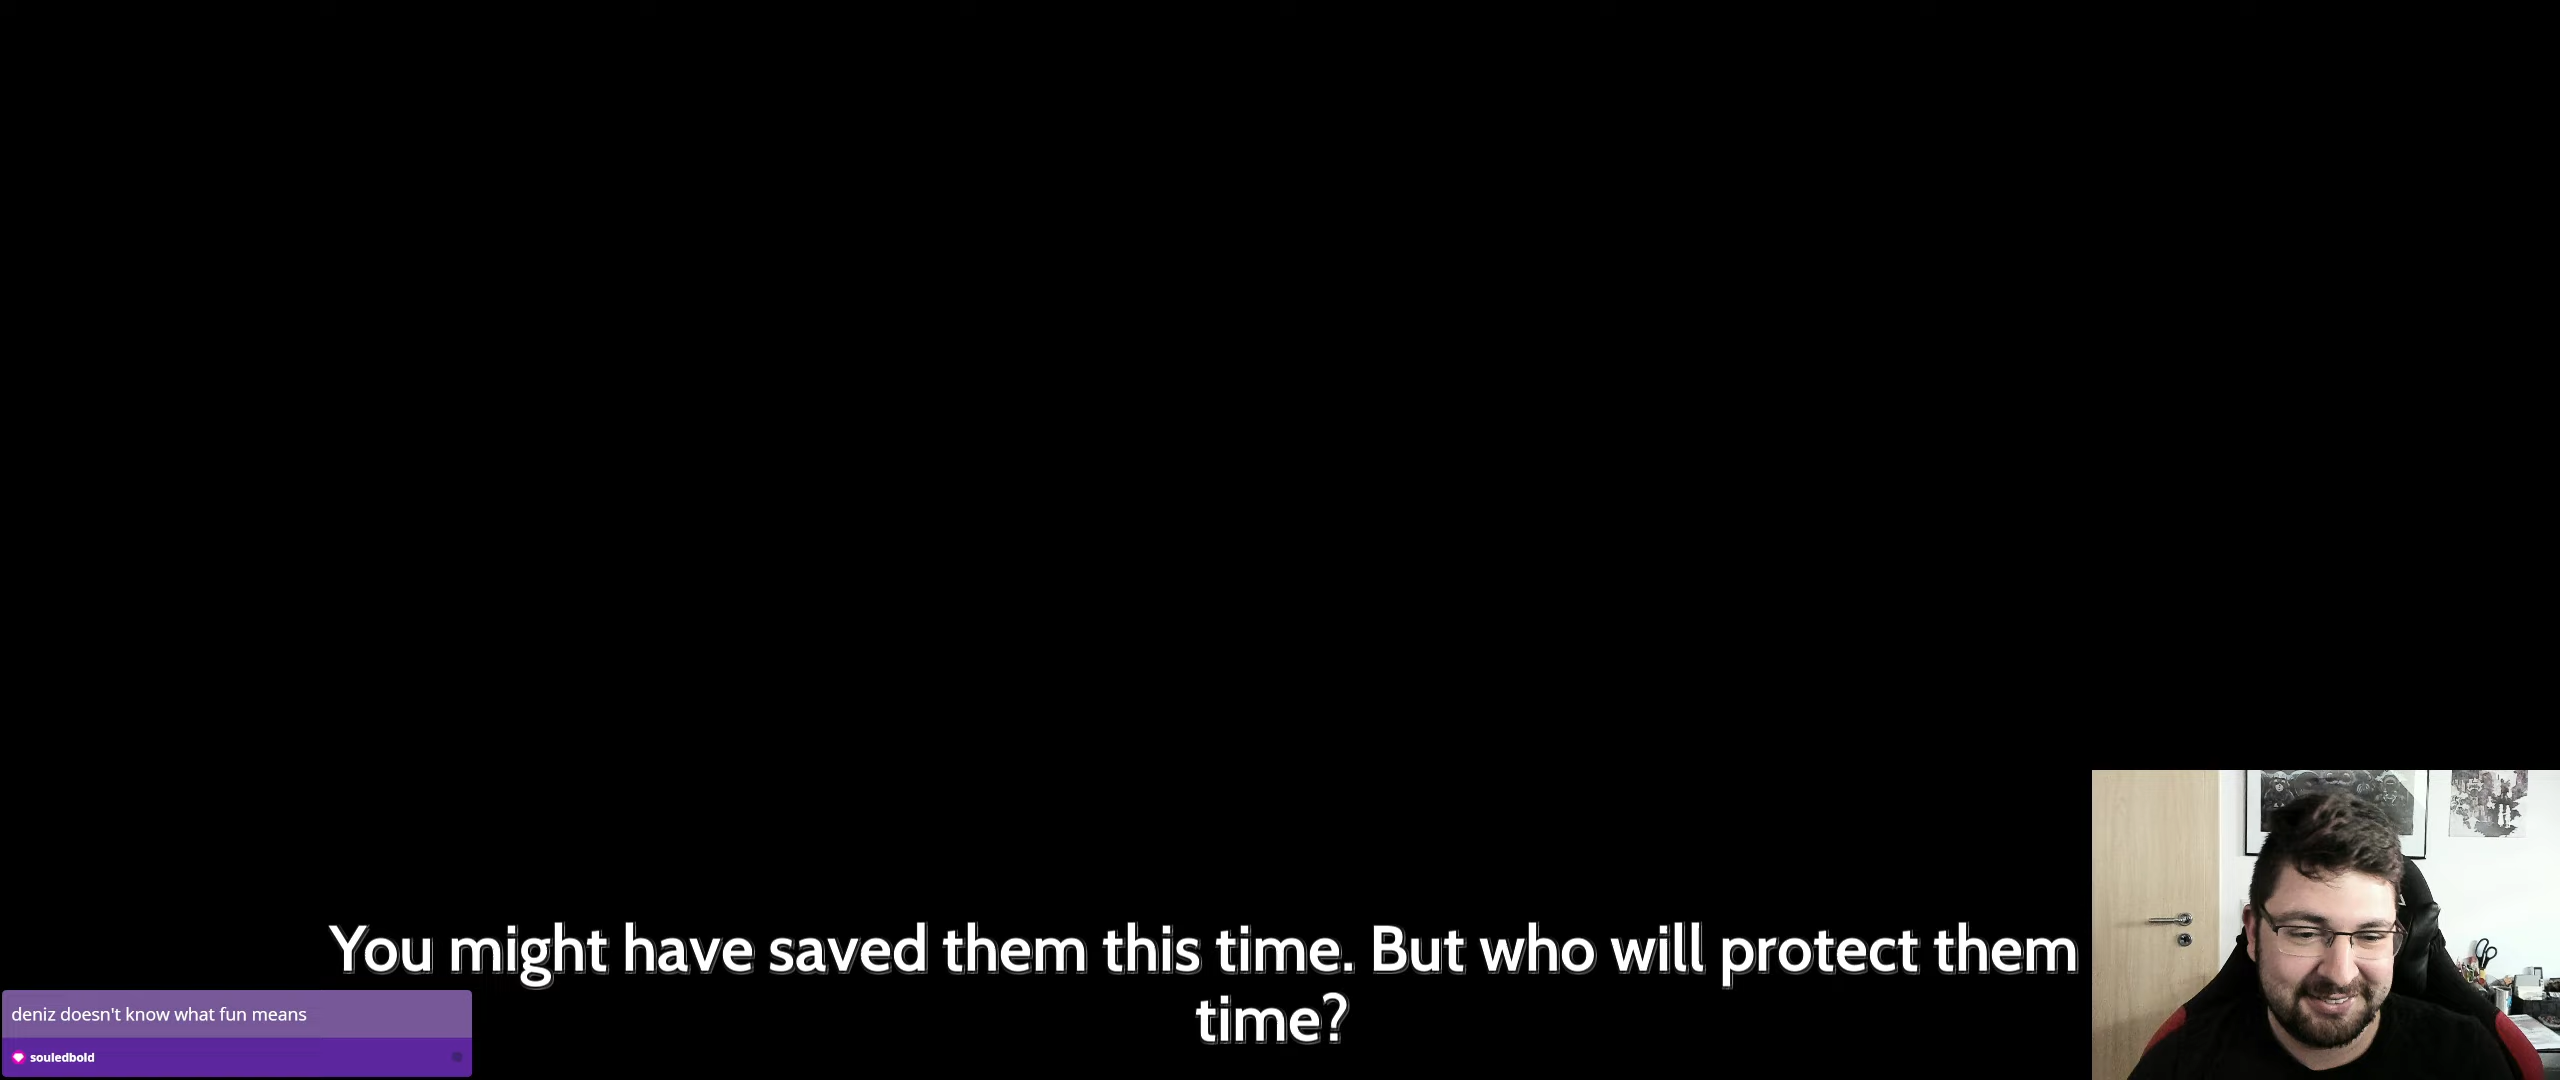 You might have saved them this time. But who will protect them
time?
deniz doesn't know what fun means
souledbold